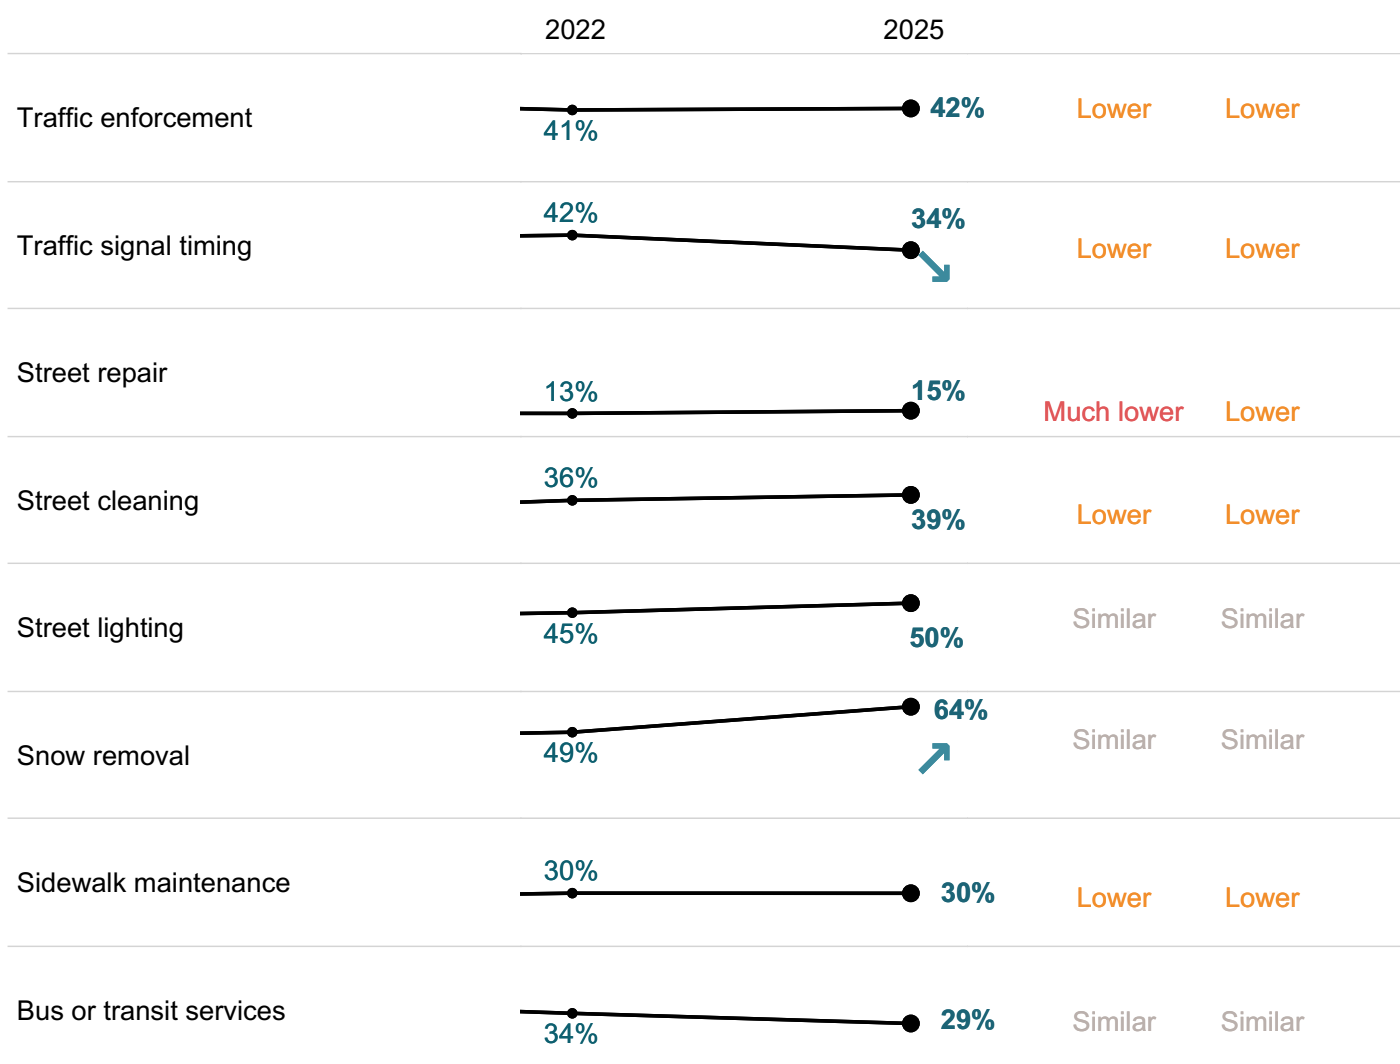 2022 2025
Traffic enforcement 41% 42% Lower Lower
Traffic signal timing 42% 34% Lower Lower
Street repair 13% 15% Much lower Lower
Street cleaning 36% 39% Lower Lower
Street lighting 45% 50% Similar Similar
Snow removal 49% 64% Similar Similar
Sidewalk maintenance 30% 30% Lower Lower
Bus or transit services 34% 29% Similar Similar